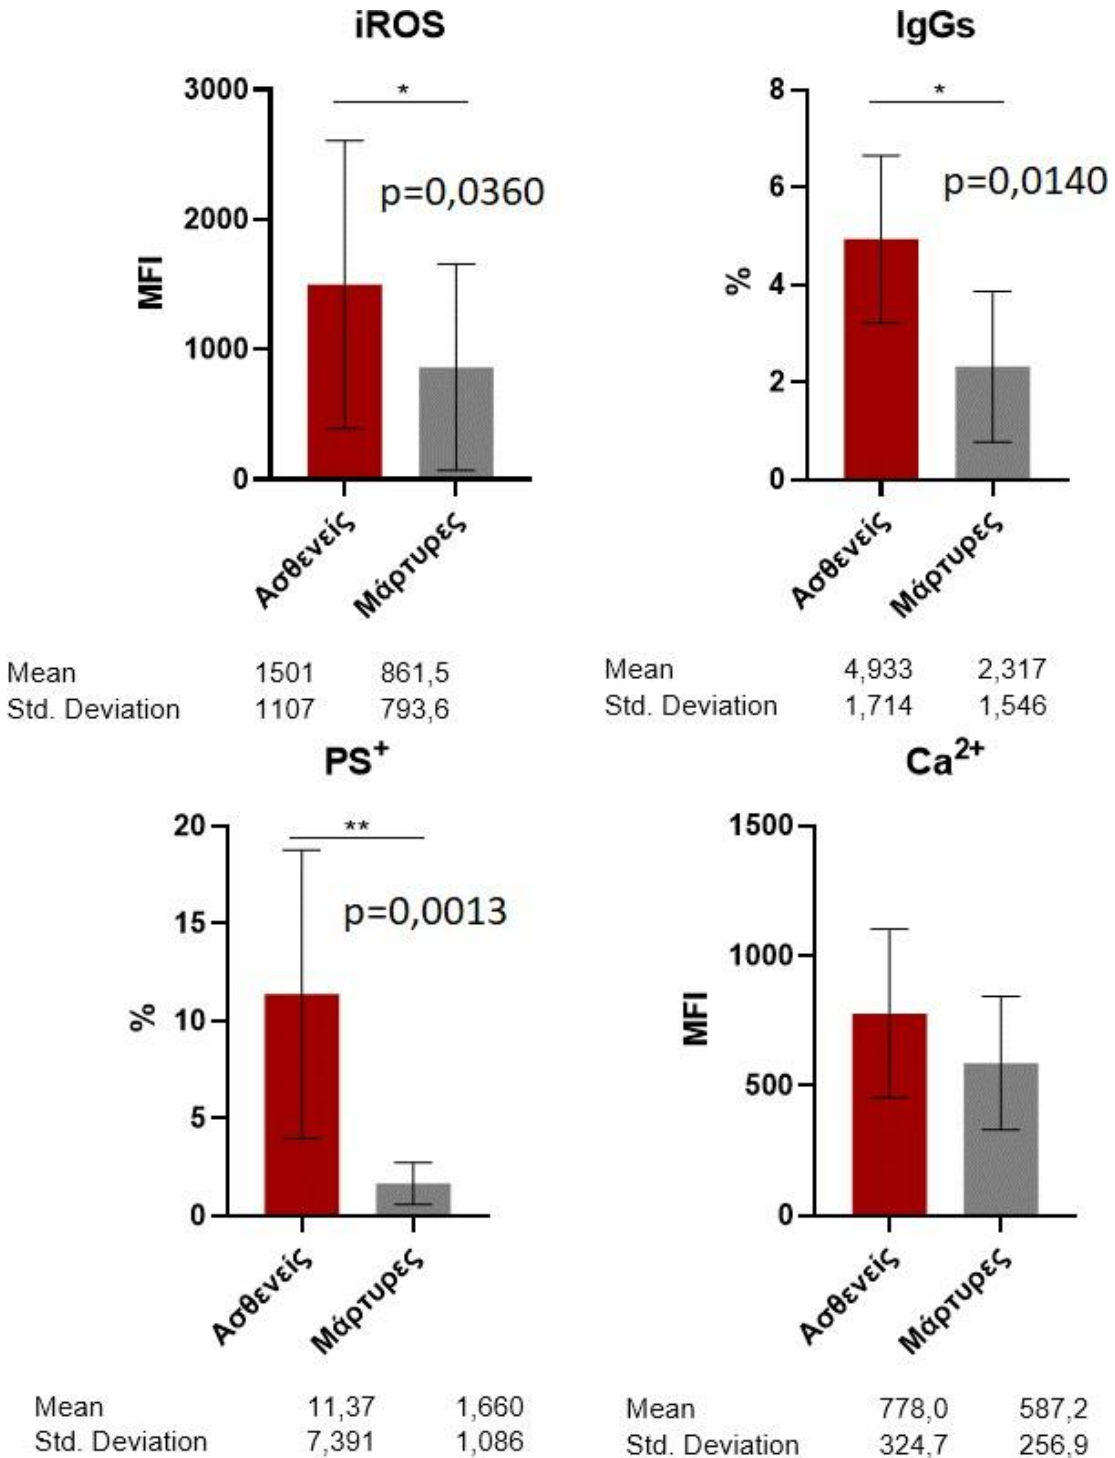 iROS
3000
2000
1000
0
MFI
*
p=0,0360
Ασθενείς
Μάρτυρες
Mean 1501 861,5
Std. Deviation 1107 793,6
IgGs
8
6
4
2
0
%
*
p=0,0140
Ασθενείς
Μάρτυρες
Mean 4,933 2,317
Std. Deviation 1,714 1,546
PS⁺
20
15
10
5
0
%
**
p=0,0013
Ασθενείς
Μάρτυρες
Mean 11,37 1,660
Std. Deviation 7,391 1,086
Ca²⁺
1500
1000
500
0
MFI
Ασθενείς
Μάρτυρες
Mean 778,0 587,2
Std. Deviation 324,7 256,9